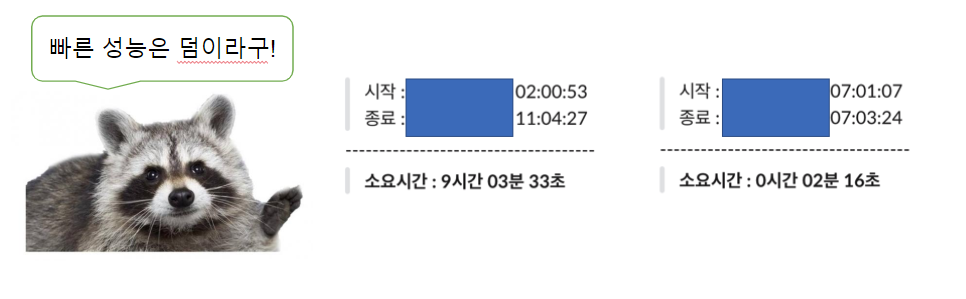 빠른 성능은 덤이라구!
시작 : 02:00:53
종료 : 11:04:27
소요시간 : 9시간 03분 33초
시작 : 07:01:07
종료 : 07:03:24
소요시간 : 0시간 02분 16초